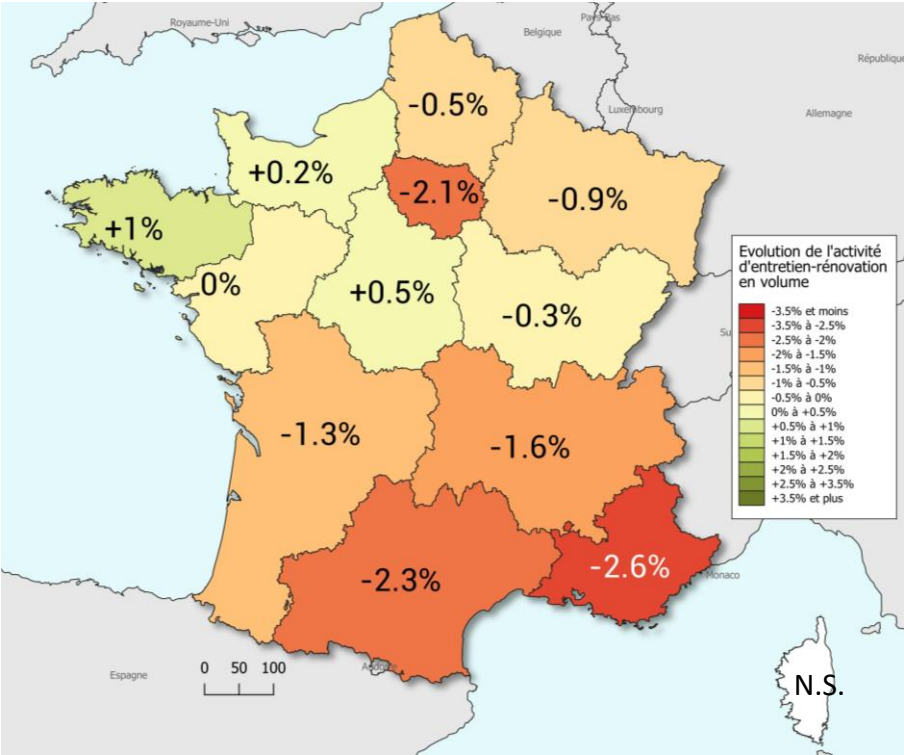 Royaume-Uni
Pays-Bas
Belgique
République
-0.5%
Luxembourg
Allemagne
+0.2%
-2.1%
-0.9%
+1%
0%
+0.5%
-0.3%
Evolution de l'activité
d'entretien-rénovation
en volume
-3.5% et moins
-3.5% à -2.5%
-2.5% à -2%
-2% à -1.5%
-1.5% à -1%
-1% à -0.5%
-0.5% à 0%
0% à +0.5%
+0.5% à +1%
+1% à +1.5%
+1.5% à +2%
+2% à +2.5%
+2.5% à +3.5%
+3.5% et plus
Su
-1.3%
-1.6%
-2.3%
-2.6%
Monaco
Andorre
Espagne
0 50 100
N.S.